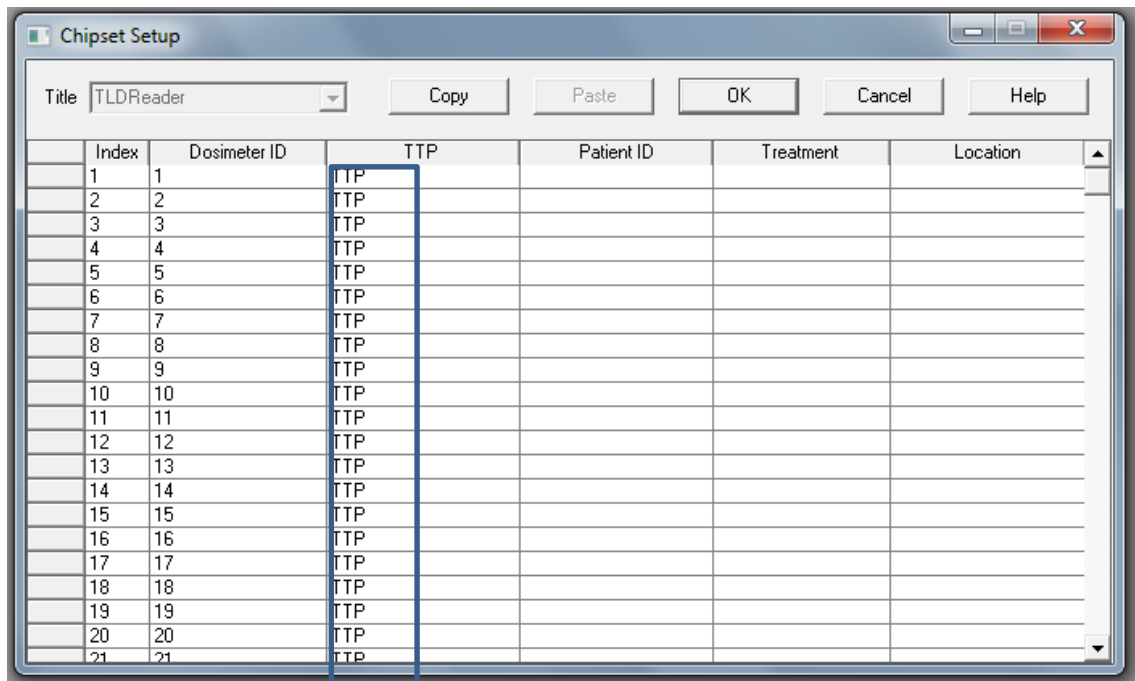 Chipset Setup
Title TLDReader Copy Paste OK Cancel Help
Index Dosimeter ID TTP Patient ID Treatment Location
1 1 TTP
2 2 TTP
3 3 TTP
4 4 TTP
5 5 TTP
6 6 TTP
7 7 TTP
8 8 TTP
9 9 TTP
10 10 TTP
11 11 TTP
12 12 TTP
13 13 TTP
14 14 TTP
15 15 TTP
16 16 TTP
17 17 TTP
18 18 TTP
19 19 TTP
20 20 TTP
21 21 TTP